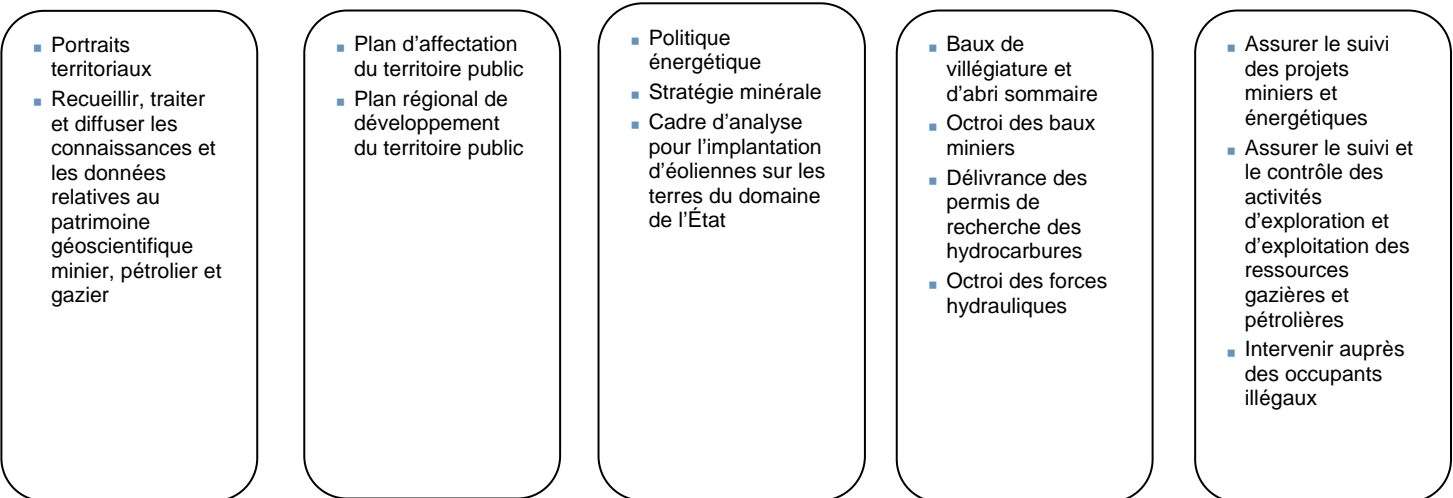 ▪ Portraits
territoriaux
▪ Recueillir, traiter
et diffuser les
connaissances et
les données
relatives au
patrimoine
géoscientifique
minier, pétrolier et
gazier
▪ Plan d’affectation
du territoire public
▪ Plan régional de
développement
du territoire public
▪ Politique
énergétique
▪ Stratégie minérale
▪ Cadre d’analyse
pour l’implantation
d’éoliennes sur les
terres du domaine
de l’État
▪ Baux de
villégiature et
d’abri sommaire
▪ Octroi des baux
miniers
▪ Délivrance des
permis de
recherche des
hydrocarbures
▪ Octroi des forces
hydrauliques
▪ Assurer le suivi
des projets
miniers et
énergétiques
▪ Assurer le suivi et
le contrôle des
activités
d’exploration et
d’exploitation des
ressources
gazières et
pétrolières
▪ Intervenir auprès
des occupants
illégaux